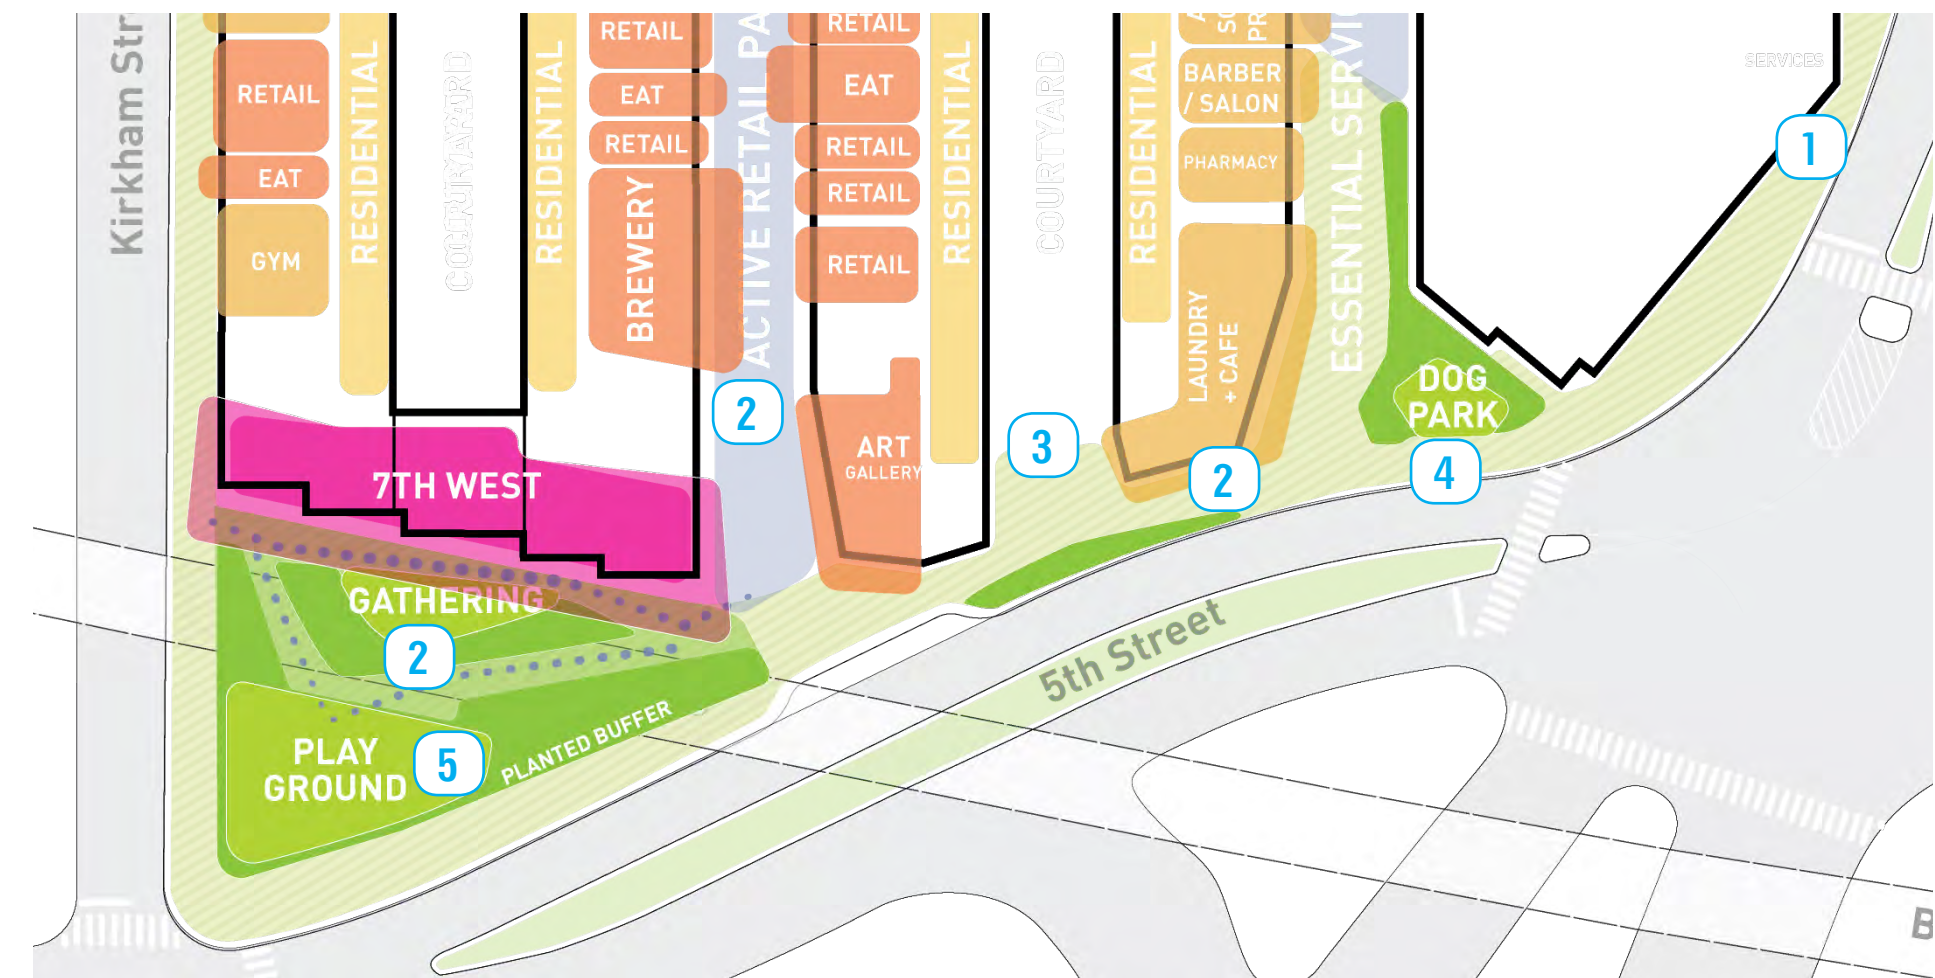 Kirkham Str
RETAIL
EAT
GYM
RESIDENTIAL
COURTYARD
RESIDENTIAL
RETAIL
EAT
RETAIL
BREWERY
ACTIVE RETAIL PA
RETAIL
EAT
RETAIL
RETAIL
RETAIL
RESIDENTIAL
COURTYARD
RESIDENTIAL
BARBER
/ SALON
PHARMACY
LAUNDRY
+ CAFE
ESSENTIAL SERVIC
SERVICES
1
DOG
PARK
4
2
ART
GALLERY
3
2
7TH WEST
GATHERING
2
PLAY
GROUND
5
PLANTED BUFFER
5th Street
B